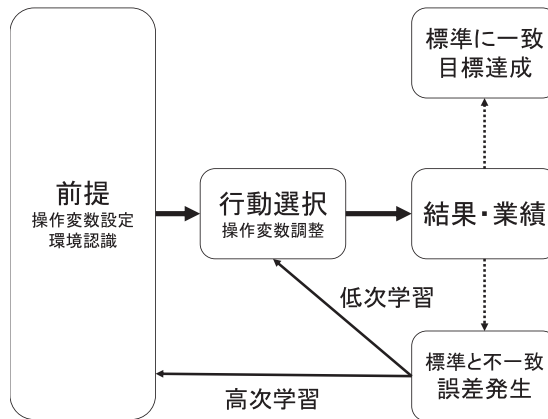 前提
操作変数設定
環境認識
行動選択
操作変数調整
標準に一致
目標達成
結果・業績
低次学習
標準と不一致
誤差発生
高次学習